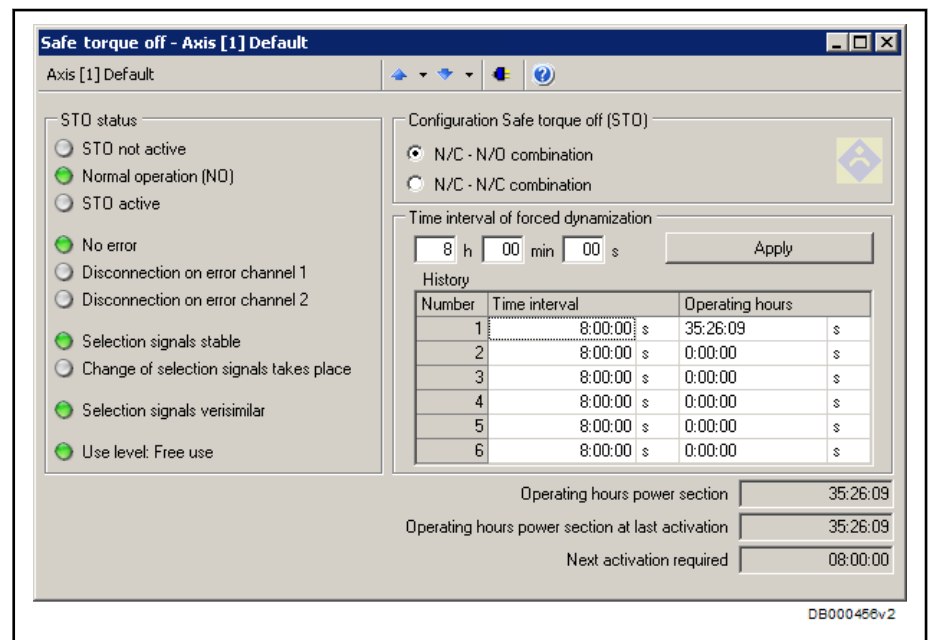 Safe torque off - Axis [1] Default
Axis [1] Default
STO status
STO not active
Normal operation (NO)
STO active
No error
Disconnection on error channel 1
Disconnection on error channel 2
Selection signals stable
Change of selection signals takes place
Selection signals verisimilar
Use level: Free use
Configuration Safe torque off (STO)
N/C - N/O combination
N/C - N/C combination
Time interval of forced dynamization
8 h 00 min 00 s Apply
History
Number Time interval Operating hours
1 8:00:00 s 35:26:09 s
2 8:00:00 s 0:00:00 s
3 8:00:00 s 0:00:00 s
4 8:00:00 s 0:00:00 s
5 8:00:00 s 0:00:00 s
6 8:00:00 s 0:00:00 s
Operating hours power section 35:26:09
Operating hours power section at last activation 35:26:09
Next activation required 08:00:00
DB000456v2